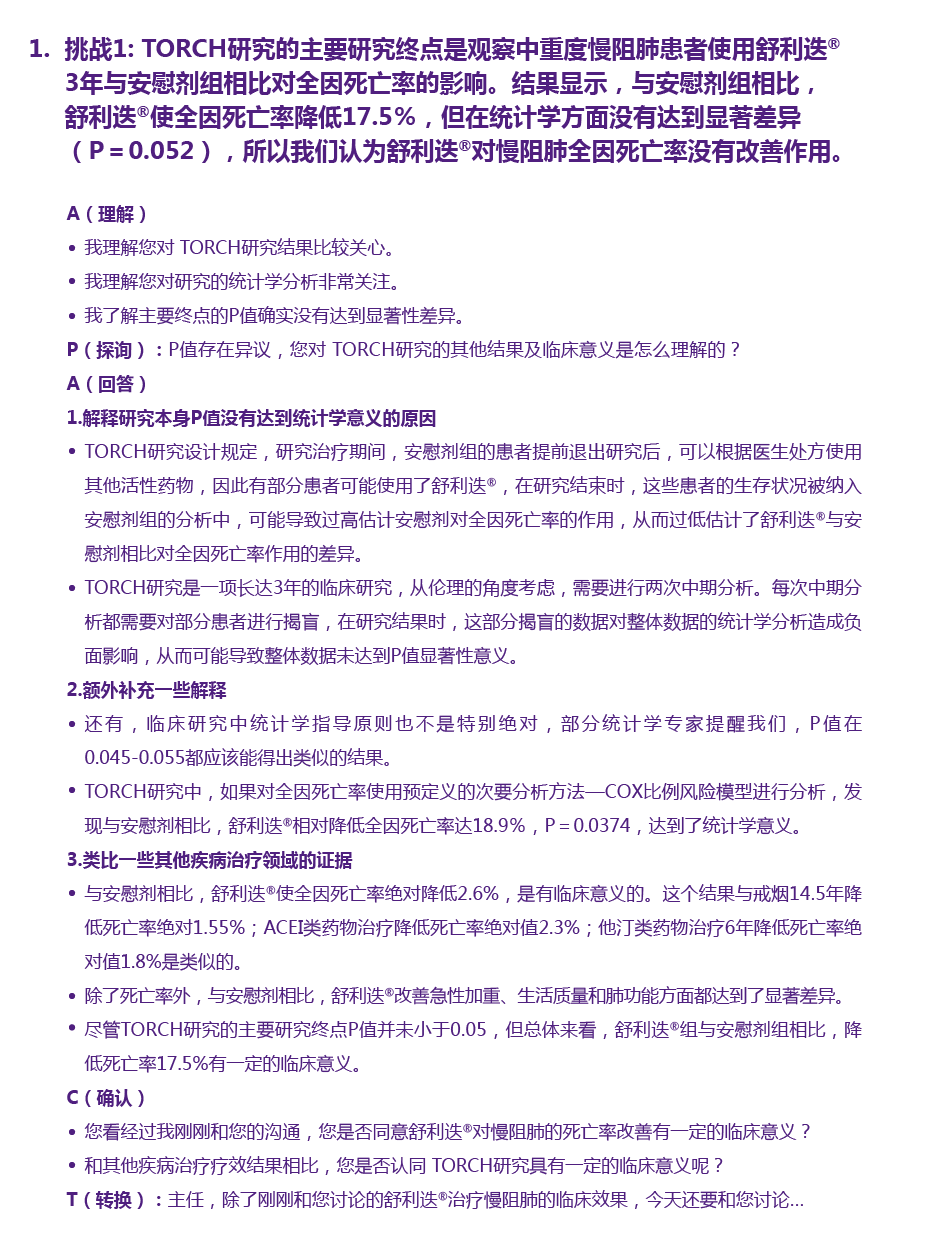 1. 挑战1: TORCH研究的主要研究终点是观察中重度慢阻肺患者使用舒利迭®
3年与安慰剂组相比对全因死亡率的影响。结果显示，与安慰剂组相比，
舒利迭®使全因死亡率降低17.5%，但在统计学方面没有达到显著差异
（P＝0.052），所以我们认为舒利迭®对慢阻肺全因死亡率没有改善作用。
A（理解）
• 我理解您对 TORCH研究结果比较关心。
• 我理解您对研究的统计学分析非常关注。
• 我了解主要终点的P值确实没有达到显著性差异。
P（探询）：P值存在异议，您对 TORCH研究的其他结果及临床意义是怎么理解的？
A（回答）
1.解释研究本身P值没有达到统计学意义的原因
• TORCH研究设计规定，研究治疗期间，安慰剂组的患者提前退出研究后，可以根据医生处方使用
其他活性药物，因此有部分患者可能使用了舒利迭®，在研究结束时，这些患者的生存状况被纳入
安慰剂组的分析中，可能导致过高估计安慰剂对全因死亡率的作用，从而过低估计了舒利迭®与安
慰剂相比对全因死亡率作用的差异。
• TORCH研究是一项长达3年的临床研究，从伦理的角度考虑，需要进行两次中期分析。每次中期分
析都需要对部分患者进行揭盲，在研究结果时，这部分揭盲的数据对整体数据的统计学分析造成负
面影响，从而可能导致整体数据未达到P值显著性意义。
2.额外补充一些解释
• 还有，临床研究中统计学指导原则也不是特别绝对，部分统计学专家提醒我们，P值在
0.045-0.055都应该能得出类似的结果。
• TORCH研究中，如果对全因死亡率使用预定义的次要分析方法—COX比例风险模型进行分析，发
现与安慰剂相比，舒利迭®相对降低全因死亡率达18.9%，P＝0.0374，达到了统计学意义。
3.类比一些其他疾病治疗领域的证据
• 与安慰剂相比，舒利迭®使全因死亡率绝对降低2.6%，是有临床意义的。这个结果与戒烟14.5年降
低死亡率绝对1.55%；ACEI类药物治疗降低死亡率绝对值2.3%；他汀类药物治疗6年降低死亡率绝
对值1.8%是类似的。
• 除了死亡率外，与安慰剂相比，舒利迭®改善急性加重、生活质量和肺功能方面都达到了显著差异。
• 尽管TORCH研究的主要研究终点P值并未小于0.05，但总体来看，舒利迭®组与安慰剂组相比，降
低死亡率17.5%有一定的临床意义。
C（确认）
• 您看经过我刚刚和您的沟通，您是否同意舒利迭®对慢阻肺的死亡率改善有一定的临床意义？
• 和其他疾病治疗疗效结果相比，您是否认同 TORCH研究具有一定的临床意义呢？
T（转换）：主任，除了刚刚和您讨论的舒利迭®治疗慢阻肺的临床效果，今天还要和您讨论...